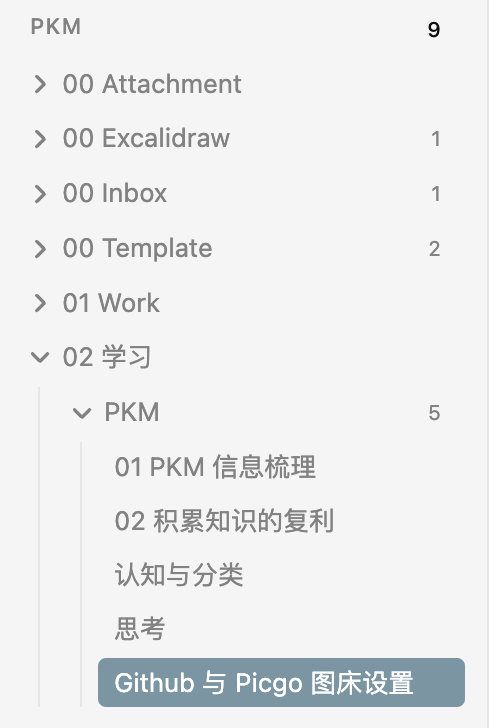 PKM 9
00 Attachment
00 Excalidraw 1
00 Inbox 1
00 Template 2
01 Work
02 学习
PKM 5
01 PKM 信息梳理
02 积累知识的复利
认知与分类
思考
Github 与 Picgo 图床设置